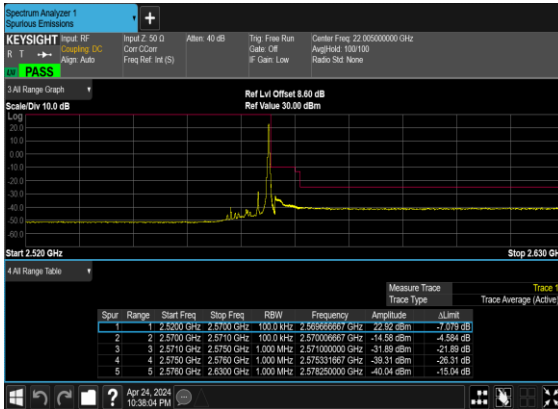 Spectrum Analyzer 1
Spurious Emissions
+
KEYSIGHT Input: RF Input Z: 50 Ω Atten: 40 dB Trig: Free Run Center Freq: 22.005000000 GHz
R T Coupling: DC Corr CCorr Gate: Off Avg|Hold: 100/100
Align: Auto Freq Ref: Int (S) IF Gain: Low Radio Std: None
PASS
3 All Range Graph
Ref Lvl Offset 8.60 dB
Scale/Div 10.0 dB Ref Value 30.00 dBm
Log
20.0
10.0
0.00
-10.0
-20.0
-30.0
-40.0
-50.0
-60.0
Start 2.520 GHz Stop 2.630 GH
4 All Range Table
Measure Trace Trace 1
Trace Type Trace Average (Active)
Spur Range Start Freq Stop Freq RBW Frequency Amplitude ΔLimit
1 1 2.5200 GHz 2.5700 GHz 100.0 kHz 2.569666667 GHz 22.92 dBm -7.079 dB
2 2 2.5700 GHz 2.5710 GHz 100.0 kHz 2.570006667 GHz -14.58 dBm -4.584 dB
3 3 2.5710 GHz 2.5750 GHz 1.000 MHz 2.571000000 GHz -31.89 dBm -21.89 dB
4 4 2.5750 GHz 2.5760 GHz 1.000 MHz 2.575331667 GHz -39.31 dBm -26.31 dB
5 5 2.5760 GHz 2.6300 GHz 1.000 MHz 2.578250000 GHz -40.04 dBm -15.04 dB
? Apr 24, 2024
10:38:04 PM